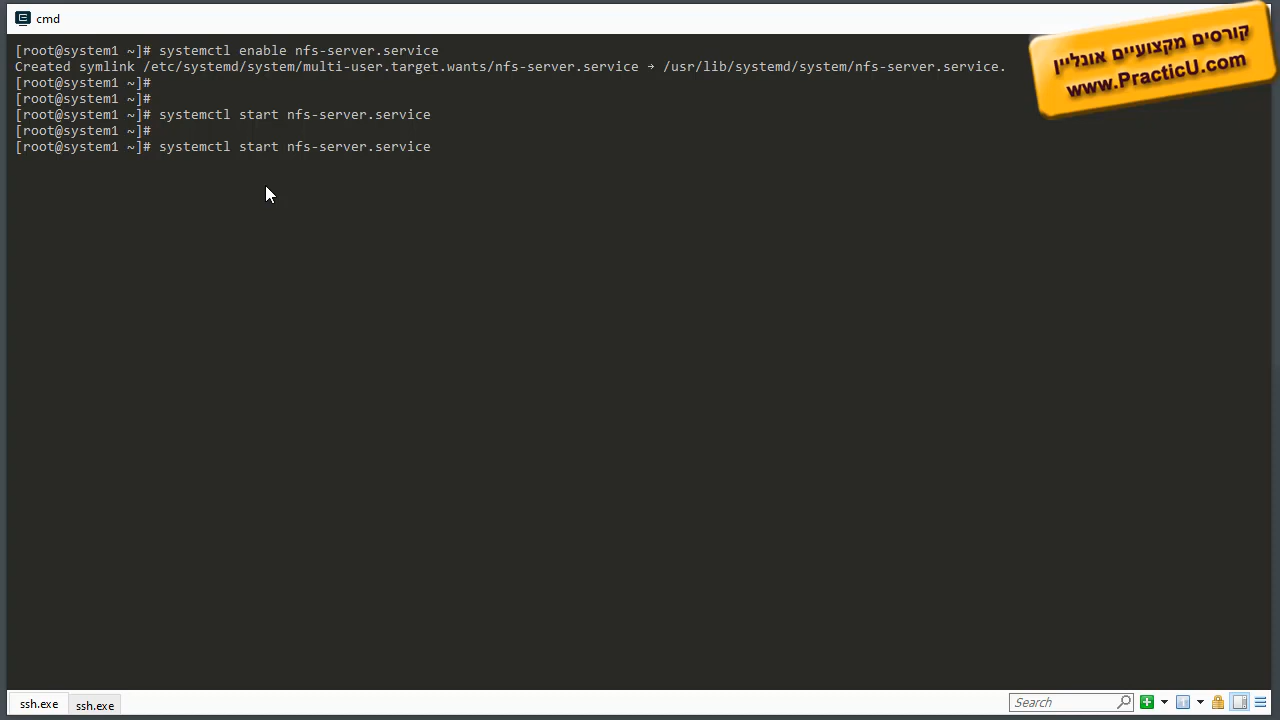 cmd
קורסים מקצועיים אונליין
www.PracticU.com
[root@system1 ~]# systemctl enable nfs-server.service
Created symlink /etc/systemd/system/multi-user.target.wants/nfs-server.service → /usr/lib/systemd/system/nfs-server.service.
[root@system1 ~]#
[root@system1 ~]#
[root@system1 ~]# systemctl start nfs-server.service
[root@system1 ~]#
[root@system1 ~]# systemctl start nfs-server.service
ssh.exe
ssh.exe
Search